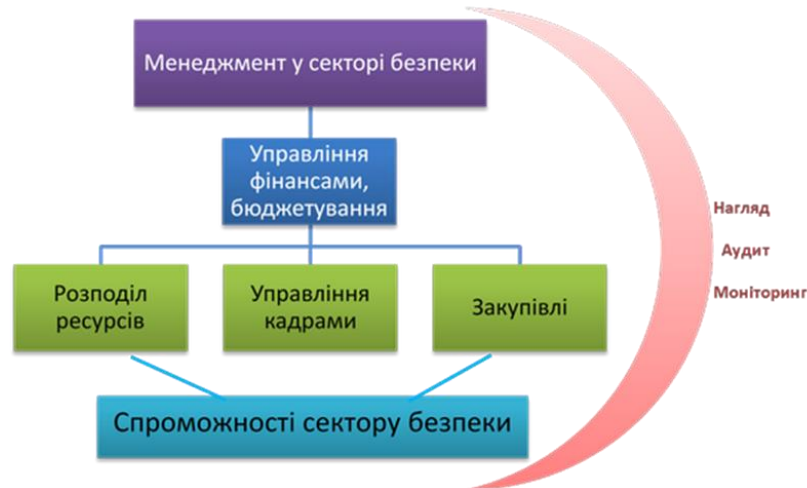 Менеджмент у секторі безпеки
Управління
фінансами,
бюджетування
Розподіл
ресурсів
Управління
кадрами
Закупівлі
Спроможності сектору безпеки
Нагляд
Аудит
Моніторинг